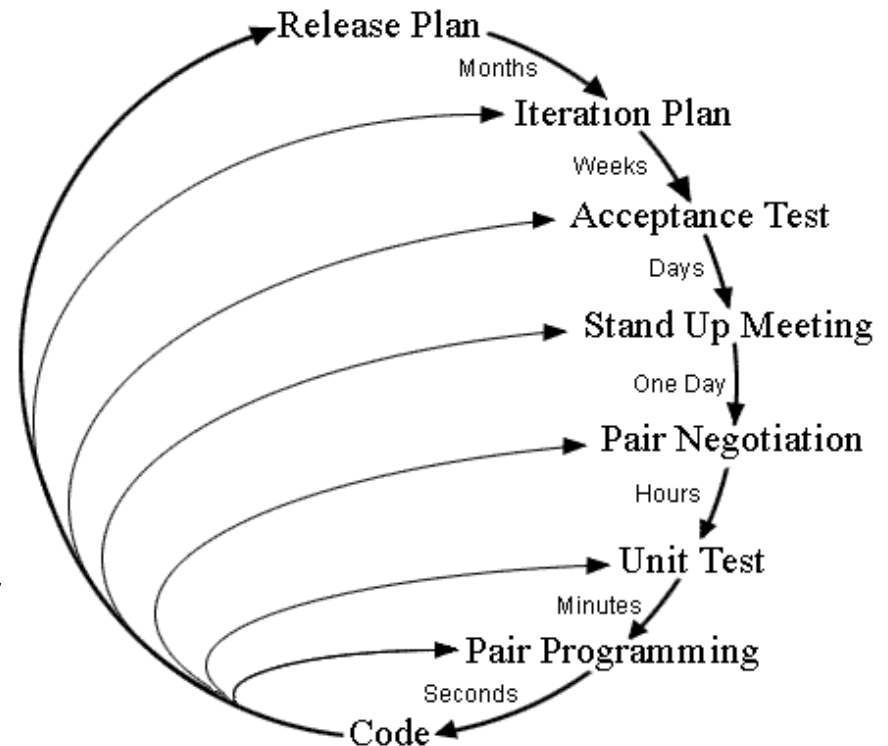 Release Plan
Months
Iteration Plan
Weeks
Acceptance Test
Days
Stand Up Meeting
One Day
Pair Negotiation
Hours
Unit Test
Minutes
Pair Programming
Seconds
Code